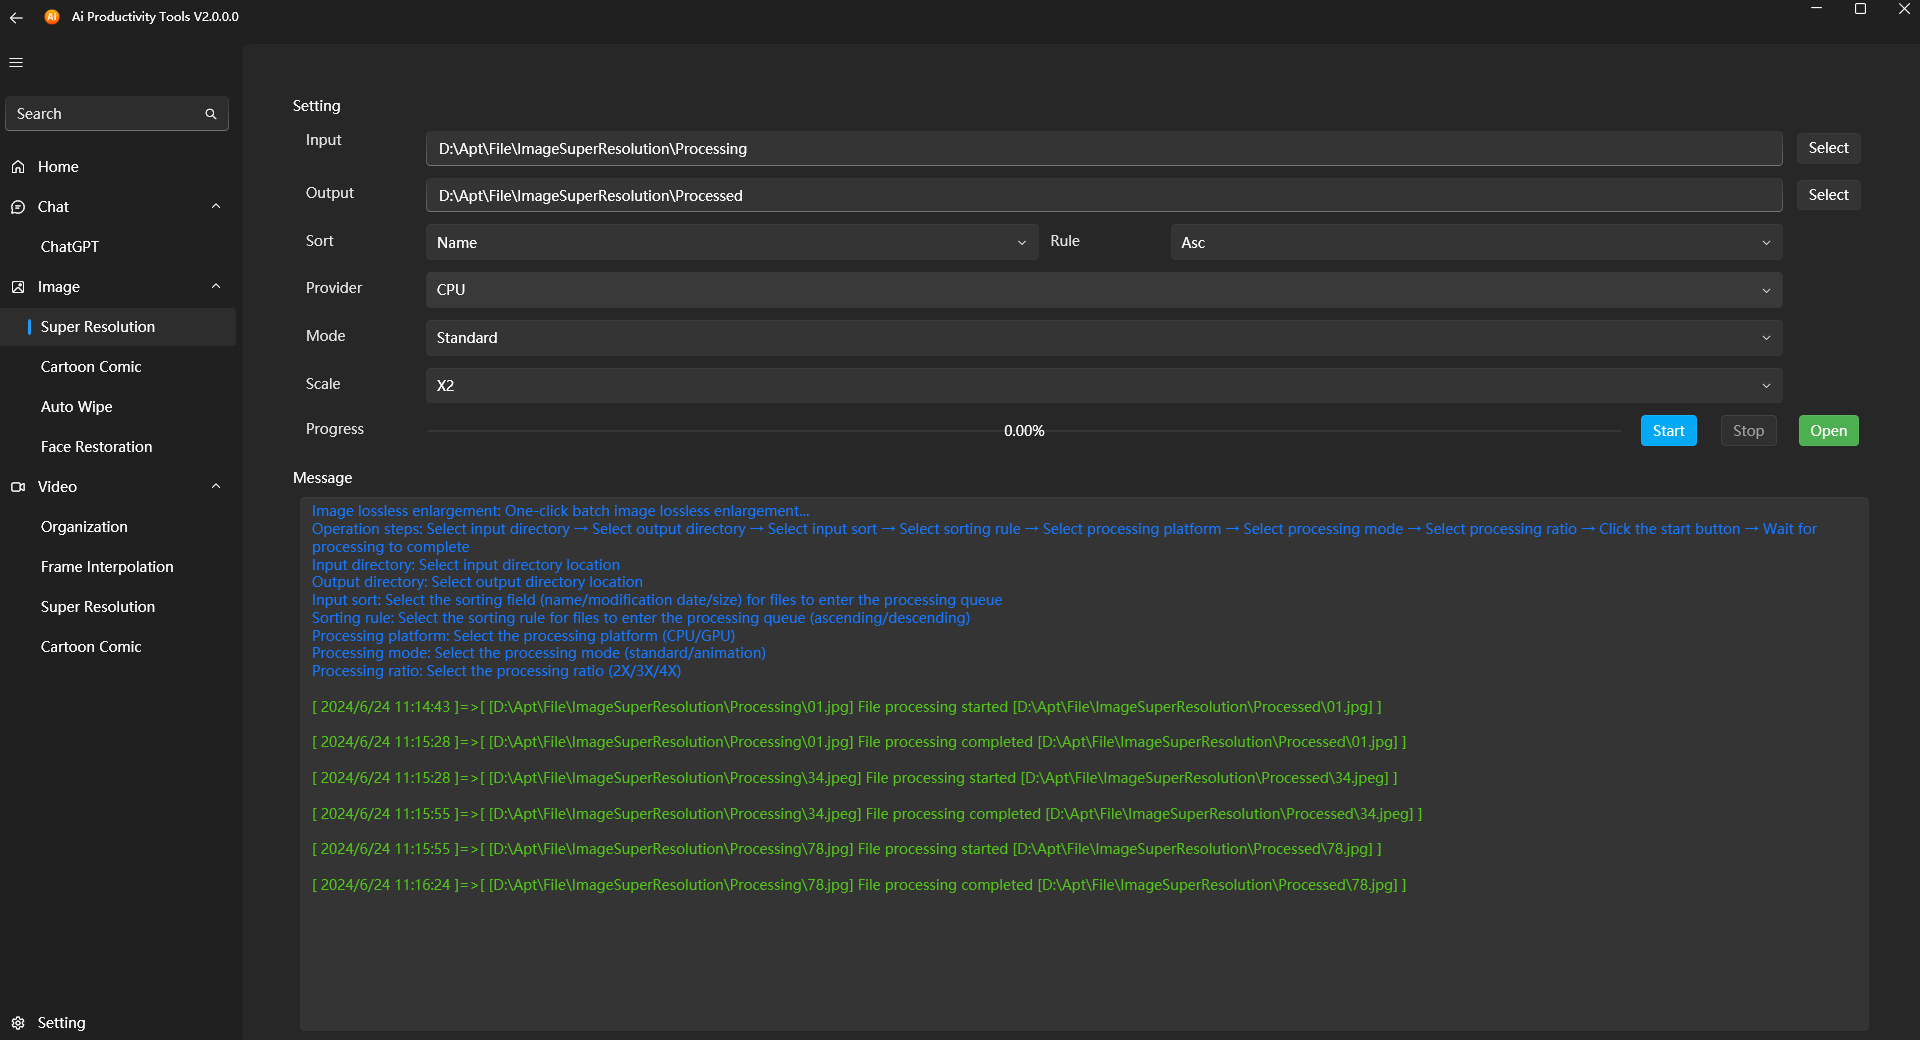 Ai Productivity Tools V2.0.0.0
Search
Home
Chat
ChatGPT
Image
Super Resolution
Cartoon Comic
Auto Wipe
Face Restoration
Video
Organization
Frame Interpolation
Super Resolution
Cartoon Comic
Setting
Setting
Input
D:\Apt\File\ImageSuperResolution\Processing
Select
Output
D:\Apt\File\ImageSuperResolution\Processed
Select
Sort
Name
Rule
Asc
Provider
CPU
Mode
Standard
Scale
X2
Progress
0.00%
Start
Stop
Open
Message
Image lossless enlargement: One-click batch image lossless enlargement...
Operation steps: Select input directory → Select output directory → Select input sort → Select sorting rule → Select processing platform → Select processing mode → Select processing ratio → Click the start button → Wait for
processing to complete
Input directory: Select input directory location
Output directory: Select output directory location
Input sort: Select the sorting field (name/modification date/size) for files to enter the processing queue
Sorting rule: Select the sorting rule for files to enter the processing queue (ascending/descending)
Processing platform: Select the processing platform (CPU/GPU)
Processing mode: Select the processing mode (standard/animation)
Processing ratio: Select the processing ratio (2X/3X/4X)
[ 2024/6/24 11:14:43 ]=>[ [D:\Apt\File\ImageSuperResolution\Processing\01.jpg] File processing started [D:\Apt\File\ImageSuperResolution\Processed\01.jpg] ]
[ 2024/6/24 11:15:28 ]=>[ [D:\Apt\File\ImageSuperResolution\Processing\01.jpg] File processing completed [D:\Apt\File\ImageSuperResolution\Processed\01.jpg] ]
[ 2024/6/24 11:15:28 ]=>[ [D:\Apt\File\ImageSuperResolution\Processing\34.jpeg] File processing started [D:\Apt\File\ImageSuperResolution\Processed\34.jpeg] ]
[ 2024/6/24 11:15:55 ]=>[ [D:\Apt\File\ImageSuperResolution\Processing\34.jpeg] File processing completed [D:\Apt\File\ImageSuperResolution\Processed\34.jpeg] ]
[ 2024/6/24 11:15:55 ]=>[ [D:\Apt\File\ImageSuperResolution\Processing\78.jpg] File processing started [D:\Apt\File\ImageSuperResolution\Processed\78.jpg] ]
[ 2024/6/24 11:16:24 ]=>[ [D:\Apt\File\ImageSuperResolution\Processing\78.jpg] File processing completed [D:\Apt\File\ImageSuperResolution\Processed\78.jpg] ]